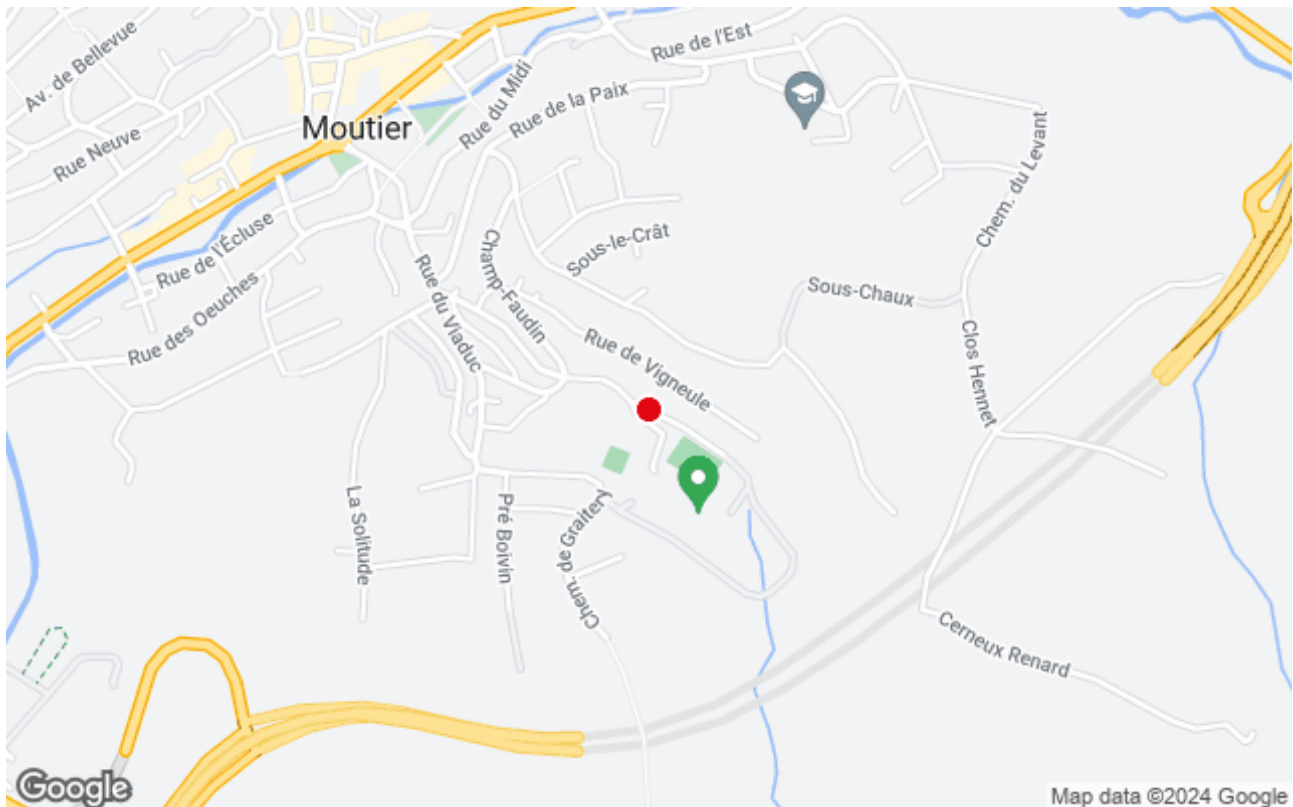 Rue de l'Est
Av. de Bellevue
Rue du Midi
Rue de la Paix
Moutier
Rue Neuve
Chem. du Levant
Rue de l'Écluse
Champ-Faudin
Sous-le-Crât
Rue du Viaduc
Sous-Chaux
Rue des Oeuches
Rue de Vigneule
Clos Hennet
La Solitude
Pré Boivin
Chem. de Graitery
Cerneux Renard
Google
Map data ©2024 Google